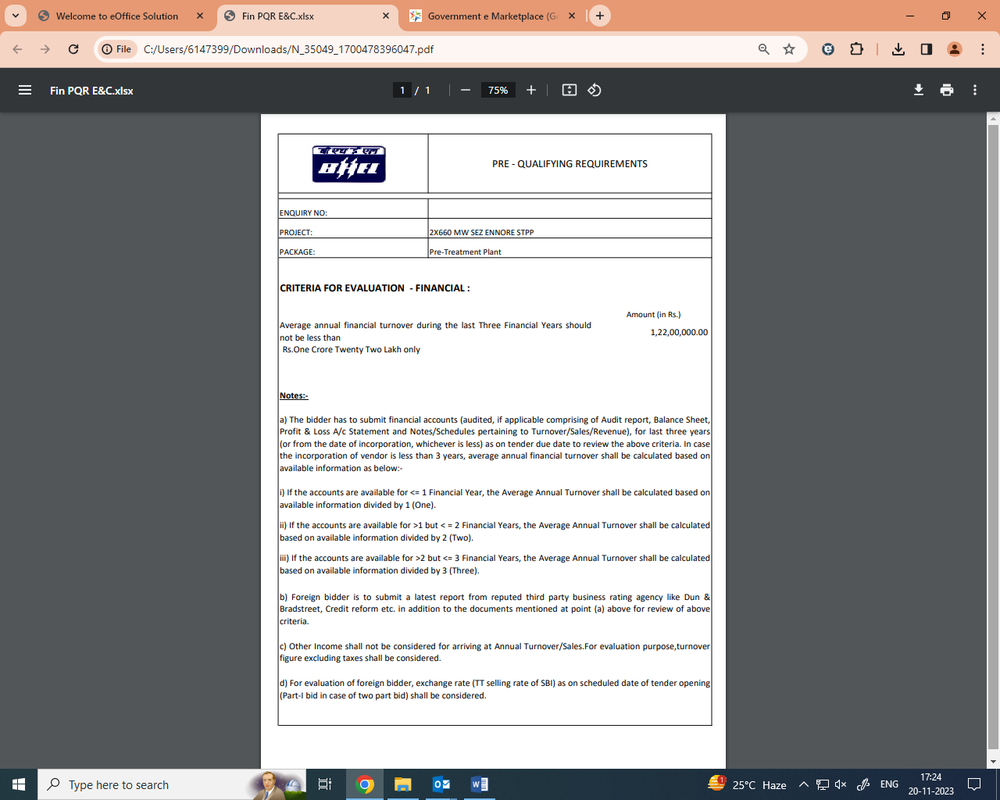 Welcome to eOffice Solution
Fin PQR E&C.xlsx
Government e Marketplace (G
File
C:/Users/6147399/Downloads/N_35049_1700478396047.pdf
Fin PQR E&C.xlsx
1 / 1
75%
बी एच ई एल
BHEL
PRE - QUALIFYING REQUIREMENTS
ENQUIRY NO:
PROJECT: 2X660 MW SEZ ENNORE STPP
PACKAGE: Pre-Treatment Plant
CRITERIA FOR EVALUATION - FINANCIAL :
Amount (in Rs.)
Average annual financial turnover during the last Three Financial Years should
not be less than
1,22,00,000.00
Rs.One Crore Twenty Two Lakh only
Notes:-
a) The bidder has to submit financial accounts (audited, if applicable comprising of Audit report, Balance Sheet,
Profit & Loss A/c Statement and Notes/Schedules pertaining to Turnover/Sales/Revenue), for last three years
(or from the date of incorporation, whichever is less) as on tender due date to review the above criteria. In case
the incorporation of vendor is less than 3 years, average annual financial turnover shall be calculated based on
available information as below:-
i) If the accounts are available for <= 1 Financial Year, the Average Annual Turnover shall be calculated based on
available information divided by 1 (One).
ii) If the accounts are available for >1 but < = 2 Financial Years, the Average Annual Turnover shall be calculated
based on available information divided by 2 (Two).
iii) If the accounts are available for >2 but <= 3 Financial Years, the Average Annual Turnover shall be calculated
based on available information divided by 3 (Three).
b) Foreign bidder is to submit a latest report from reputed third party business rating agency like Dun &
Bradstreet, Credit reform etc. in addition to the documents mentioned at point (a) above for review of above
criteria.
c) Other Income shall not be considered for arriving at Annual Turnover/Sales.For evaluation purpose,turnover
figure excluding taxes shall be considered.
d) For evaluation of foreign bidder, exchange rate (TT selling rate of SBI) as on scheduled date of tender opening
(Part-I bid in case of two part bid) shall be considered.
Type here to search
1
25°C Haze
ENG
17:24
20-11-2023